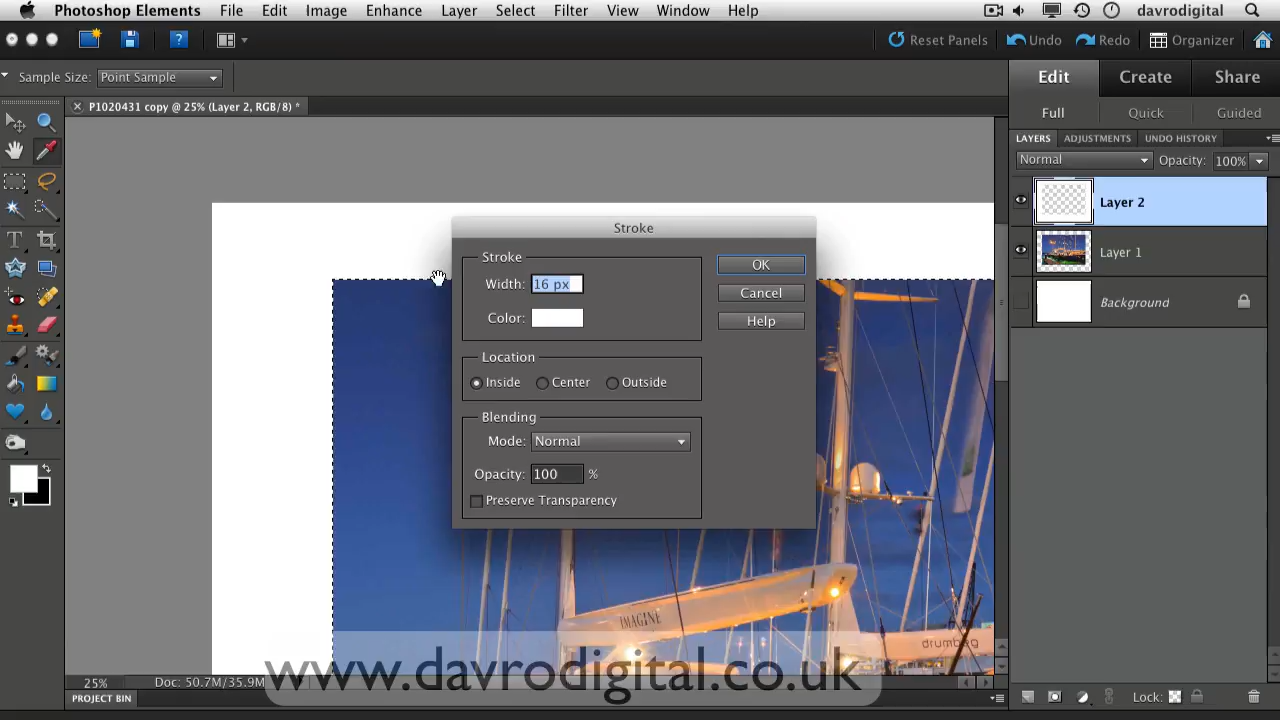 Photoshop Elements File Edit Image Enhance Layer Select Filter View Window Help davrodigital
? Reset Panels Undo Redo Organizer
Sample Size: Point Sample Edit Create Share
P1020431 copy @ 25% (Layer 2, RGB/8) * Full Quick Guided
LAYERS ADJUSTMENTS UNDO HISTORY
Normal Opacity: 100%
Layer 2
Layer 1
Background
Stroke
Stroke
Width: 16 px
Color:
OK
Cancel
Help
Location
Inside Center Outside
Blending
Mode: Normal
Opacity: 100 %
Preserve Transparency
IMAGINE
drumbeg
www.davrodigital.co.uk
25% Doc: 50.7M/35.9M
PROJECT BIN Lock: